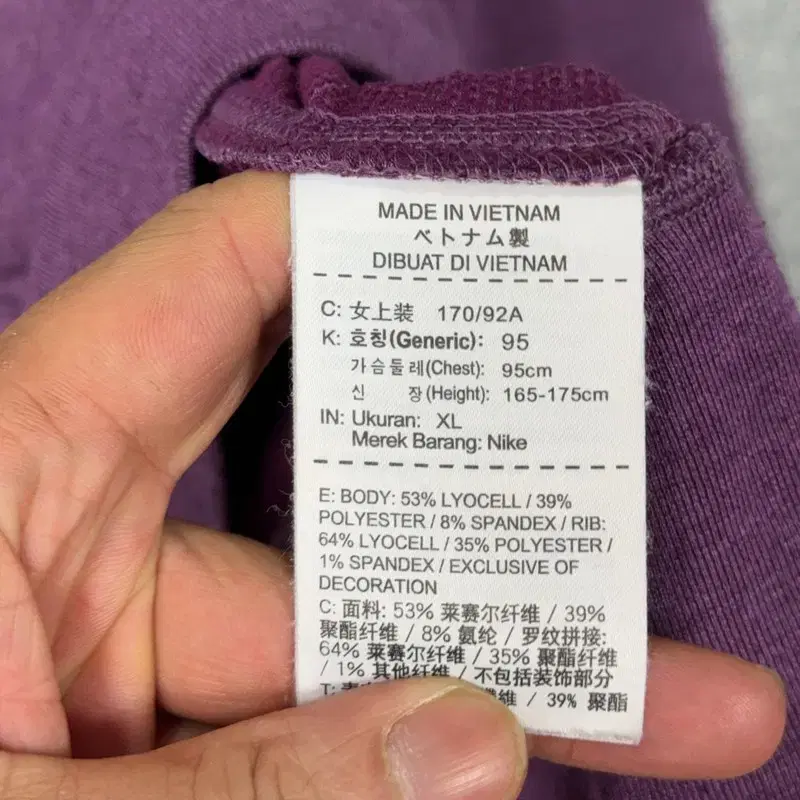 MADE IN VIETNAM
ベトナム製
DIBUAT DI VIETNAM
C: 女上装 170/92A
K: 호칭(Generic): 95
가슴둘레(Chest): 95cm
신 장(Height): 165-175cm
IN: Ukuran: XL
Merek Barang: Nike
E: BODY: 53% LYOCELL / 39%
POLYESTER / 8% SPANDEX / RIB:
64% LYOCELL / 35% POLYESTER /
1% SPANDEX / EXCLUSIVE OF
DECORATION
C: 面料: 53% 莱赛尔纤维 / 39%
聚酯纤维 / 8% 氨纶 / 罗纹拼接:
64% 莱赛尔纤维 / 35% 聚酯纤维
/ 1% 其他纤维 / 不包括装饰部分
T: 维 / 39% 聚酯